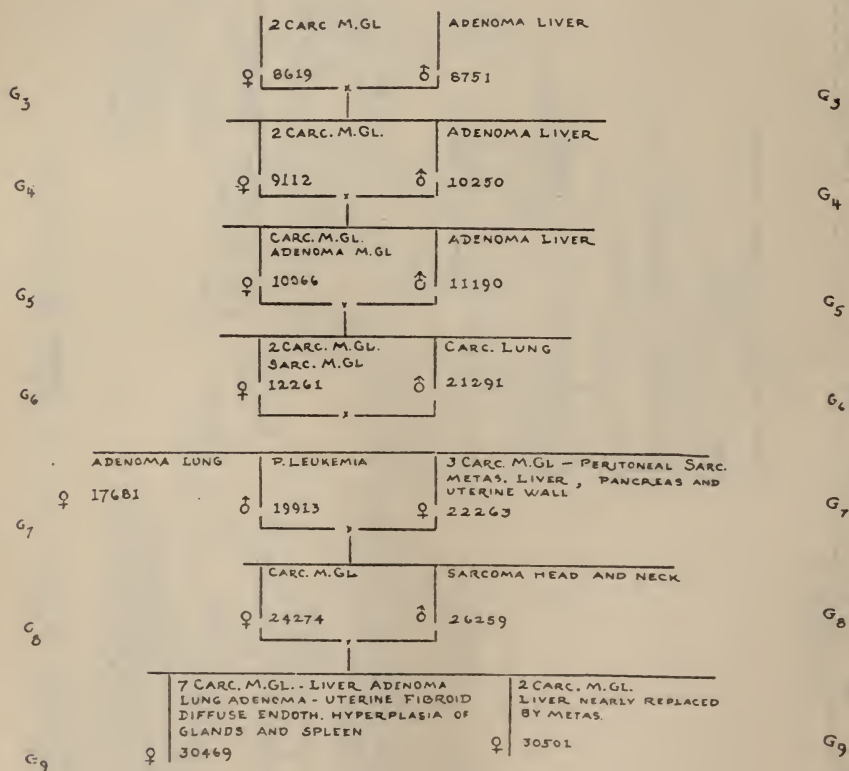 2 CARC M.GL
ADENOMA LIVER
♀ 8619
♂ 8751
G3
G3
2 CARC. M.GL.
ADENOMA LIVER
G4
♀ 9112
♂ 10250
G4
CARC. M.GL.
ADENOMA M.GL
ADENOMA LIVER
♀ 10066
♂ 11190
G5
G5
2 CARC. M.GL.
SARC. M.GL
CARC. LUNG
♀ 12261
♂ 21291
G6
G6
ADENOMA LUNG
♀ 17681
P. LEUKEMIA
♂ 19913
3 CARC. M.GL – PERITONEAL SARC.
METAS. LIVER, PANCREAS AND
UTERINE WALL
♀ 22263
G7
G7
CARC. M.GL
SARCOMA HEAD AND NECK
♀ 24274
♂ 26259
G8
G8
7 CARC. M.GL. - LIVER ADENOMA
LUNG ADENOMA - UTERINE FIBROID
DIFFUSE ENDOTH. HYPERPLASIA OF
GLANDS AND SPLEEN
♀ 30469
2 CARC. M.GL.
LIVER NEARLY REPLACED
BY METAS.
♀ 30501
G9
G9